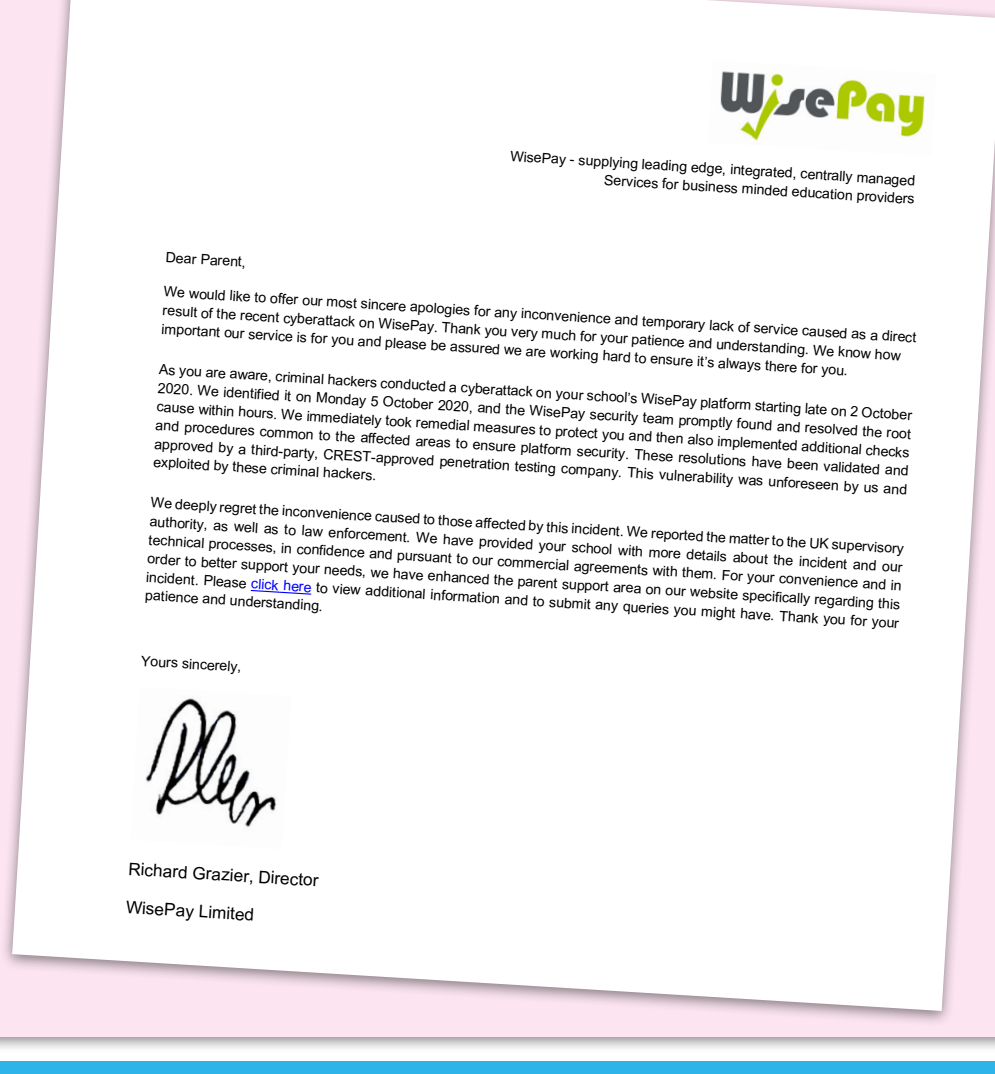 WisePay
WisePay - supplying leading edge, integrated, centrally managed
Services for business minded education providers
Dear Parent,
We would like to offer our most sincere apologies for any inconvenience and temporary lack of service caused as a direct
result of the recent cyberattack on WisePay. Thank you very much for your patience and understanding. We know how
important our service is for you and please be assured we are working hard to ensure it's always there for you.
As you are aware, criminal hackers conducted a cyberattack on your school's WisePay platform starting late on 2 October
2020. We identified it on Monday 5 October 2020, and the WisePay security team promptly found and resolved the root
cause within hours. We immediately took remedial measures to protect you and then also implemented additional checks
and procedures common to the affected areas to ensure platform security. These resolutions have been validated and
approved by a third-party, CREST-approved penetration testing company. This vulnerability was unforeseen by us and
exploited by these criminal hackers.
We deeply regret the inconvenience caused to those affected by this incident. We reported the matter to the UK supervisory
authority, as well as to law enforcement. We have provided your school with more details about the incident and our
technical processes, in confidence and pursuant to our commercial agreements with them. For your convenience and in
order to better support your needs, we have enhanced the parent support area on our website specifically regarding this
incident. Please click here to view additional information and to submit any queries you might have. Thank you for your
patience and understanding.
Yours sincerely,
Richard Grazier, Director
WisePay Limited